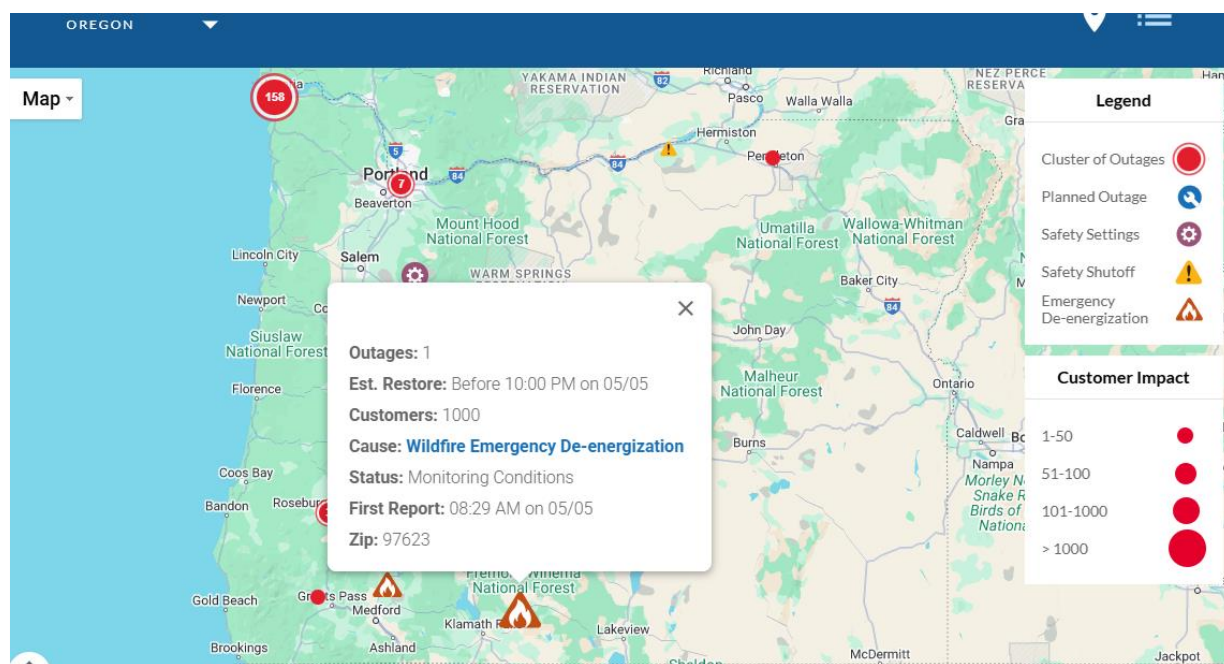 OREGON
Map
158
YAKAMA INDIAN
RESERVATION
82
Richland
Pasco
Walla Walla
NEZ PERCE
Hermiston
5
84
84
84
Portland
7
Pendleton
Beaverton
Mount Hood
National Forest
Umatilla
National Forest
Wallowa-Whitman
National Forest
Lincoln City
Salem
WARM SPRINGS
Baker City
84
Newport
Siuslaw
National Forest
John Day
Malheur
National Forest
Ontario
Florence
Burns
Caldwell
Nampa
Coos Bay
Bandon
Outages: 1
Est. Restore: Before 10:00 PM on 05/05
Customers: 1000
Cause: Wildfire Emergency De-energization
Status: Monitoring Conditions
First Report: 08:29 AM on 05/05
Zip: 97623
National Forest
Gold Beach
Grants Pass
Medford
Klamath
Lakeview
Brookings
Ashland
McDermitt
Jackpot
Legend
Cluster of Outages
Planned Outage
Safety Settings
Safety Shutoff
Emergency
De-energization
Customer Impact
1-50
51-100
101-1000
> 1000